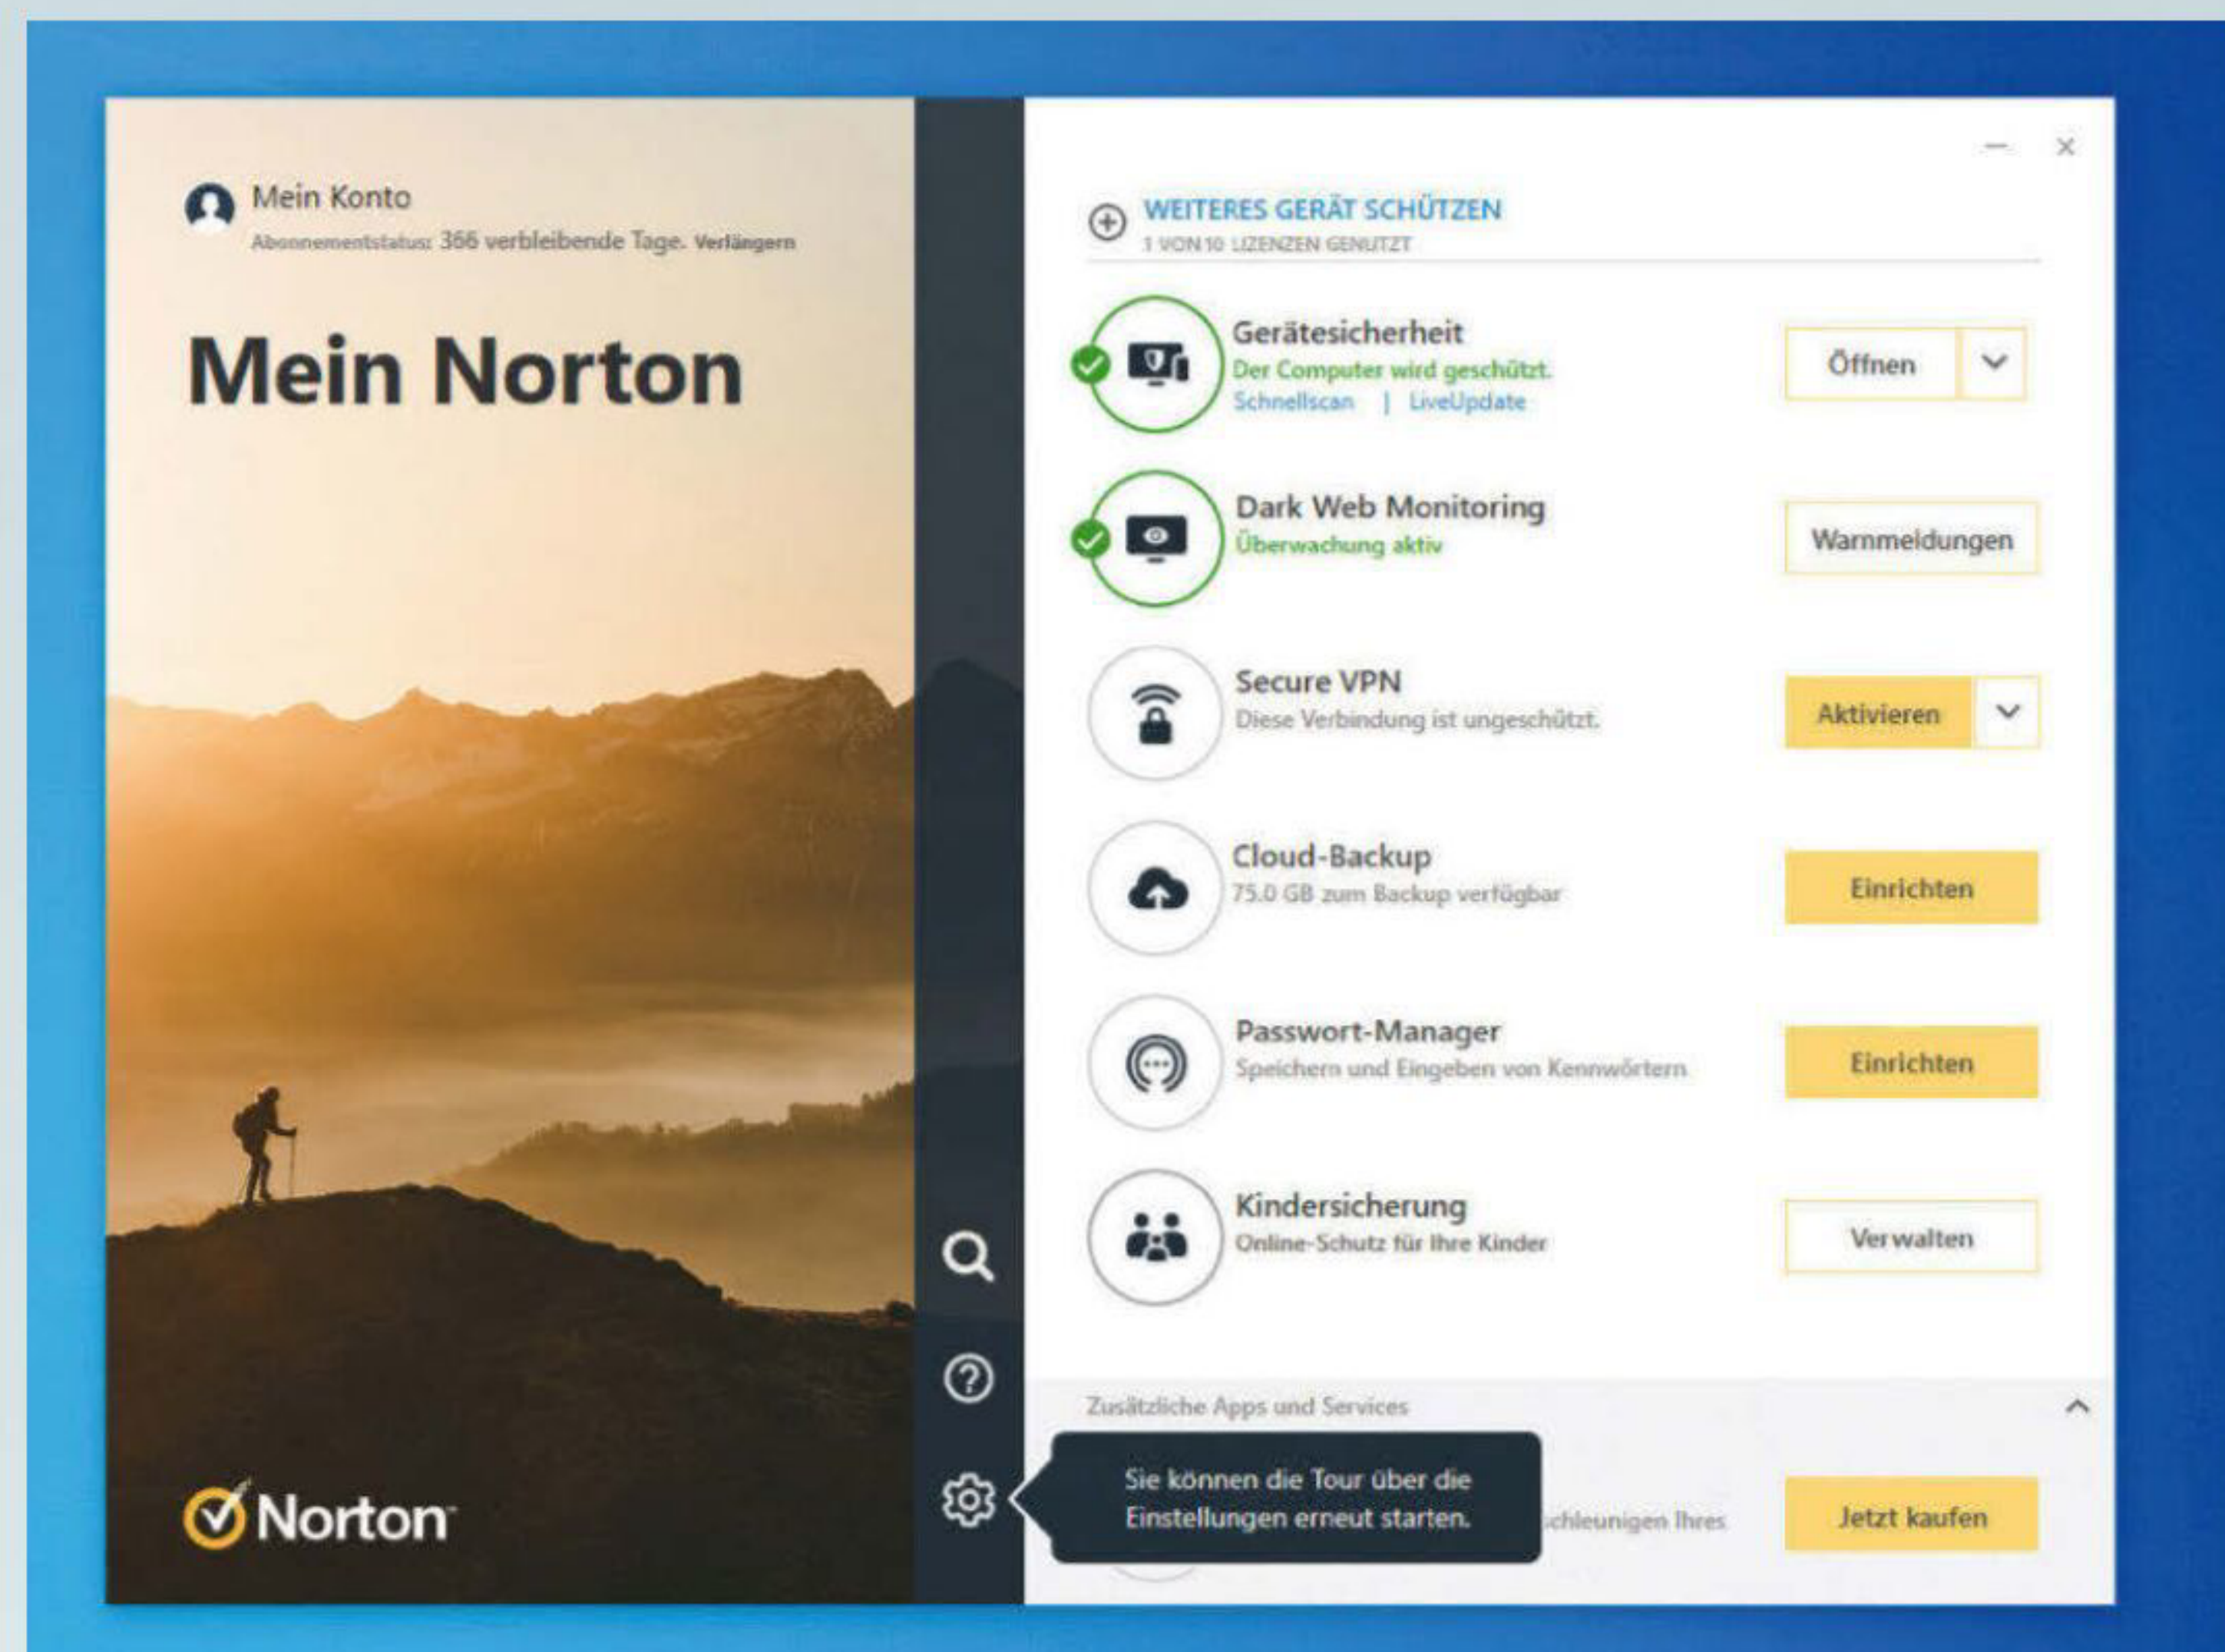 Mein Konto
Abonnementstatus: 366 verbleibende Tage. Verlängern
Mein Norton
Norton
WEITERES GERÄT SCHÜTZEN
1 VON 10 LIZENZEN GENUTZT
Gerätesicherheit
Der Computer wird geschützt.
Schnellscan | LiveUpdate
Öffnen
Dark Web Monitoring
Überwachung aktiv
Warnmeldungen
Secure VPN
Diese Verbindung ist ungeschützt.
Aktivieren
Cloud-Backup
75.0 GB zum Backup verfügbar
Einrichten
Passwort-Manager
Speichern und Eingeben von Kennwörtern
Einrichten
Kindersicherung
Online-Schutz für Ihre Kinder
Verwalten
Zusätzliche Apps und Services
Sie können die Tour über die
Einstellungen erneut starten.
chleunigen Ihres
Jetzt kaufen